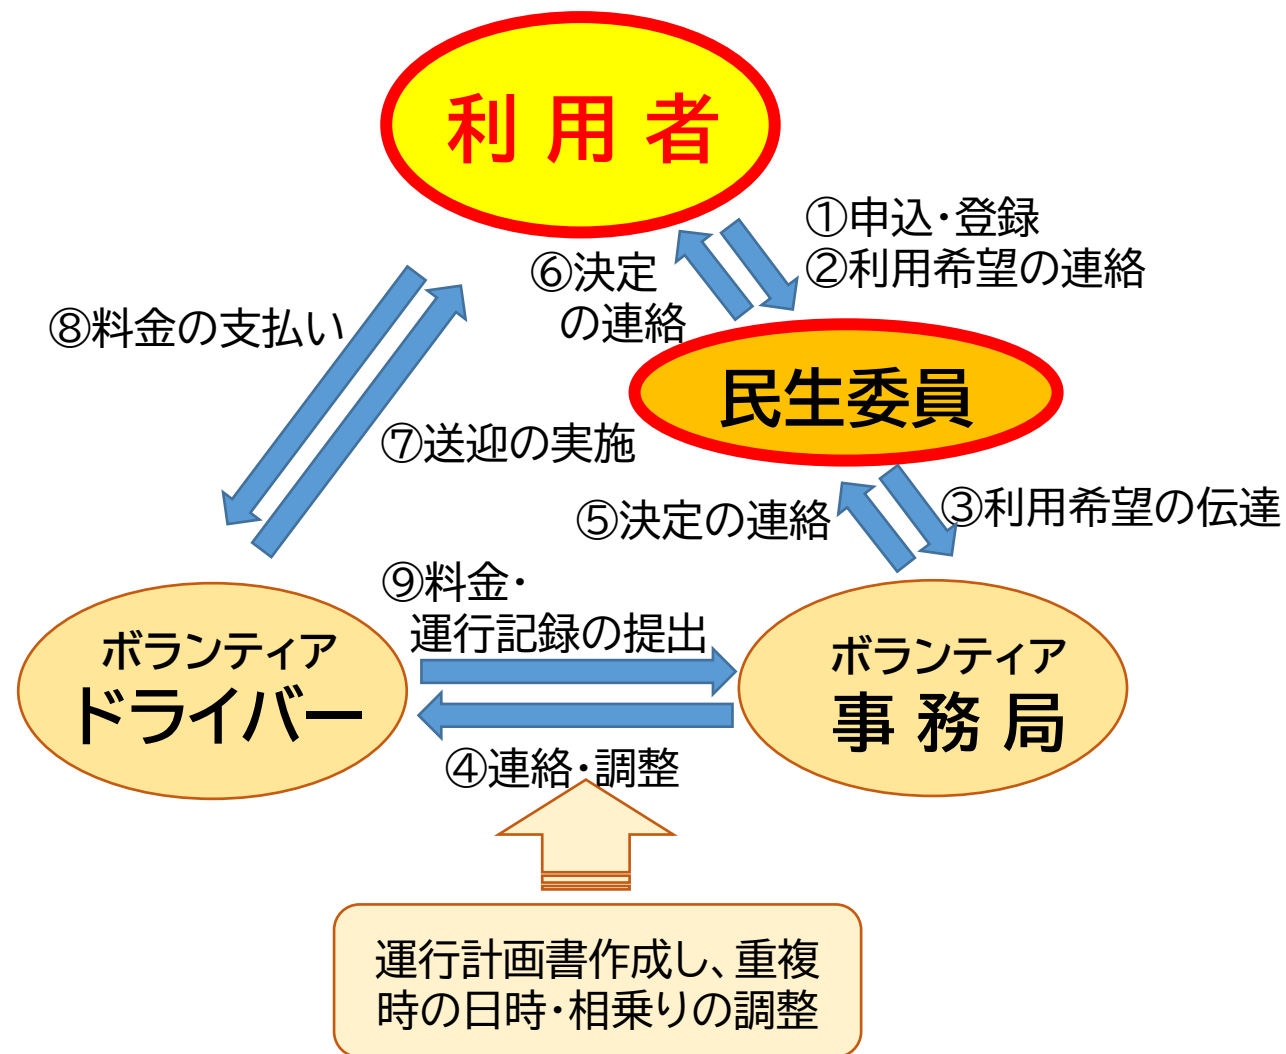 利 用 者
①申込・登録
②利用希望の連絡
⑥決定
の連絡
⑧料金の支払い
民生委員
⑦送迎の実施
③利用希望の伝達
⑤決定の連絡
⑨料金・
運行記録の提出
ボランティア
ドライバー
ボランティア
事 務 局
④連絡・調整
運行計画書作成し、重複
時の日時・相乗りの調整